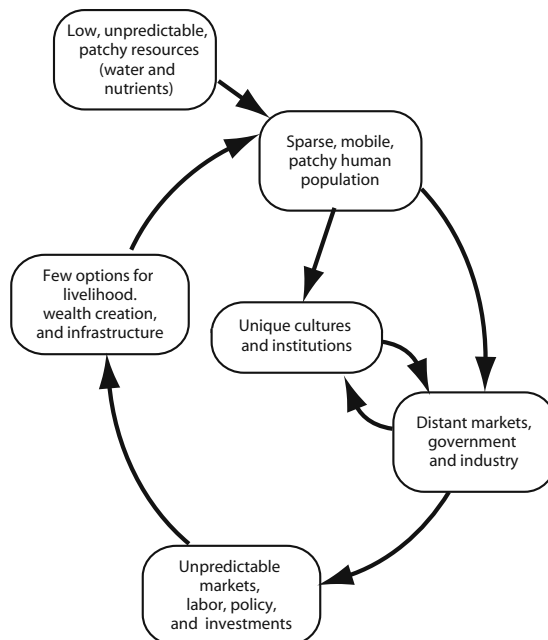 Low, unpredictable,
patchy resources
(water and
nutrients)
Sparse, mobile,
patchy human
population
Few options for
livelihood.
wealth creation,
and infrastructure
Unique cultures
and institutions
Distant markets,
government
and industry
Unpredictable
markets,
labor, policy,
and investments